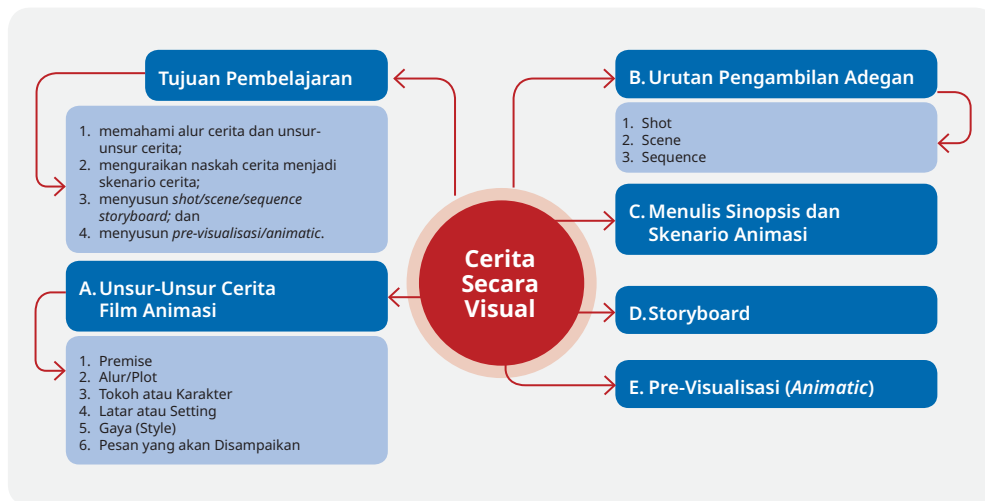 Tujuan Pembelajaran
1. memahami alur cerita dan unsur-
unsur cerita;
2. menguraikan naskah cerita menjadi
skenario cerita;
3. menyusun shot/scene/sequence
storyboard; dan
4. menyusun pre-visualisasi/animatic.
A. Unsur-Unsur Cerita
Film Animasi
1. Premise
2. Alur/Plot
3. Tokoh atau Karakter
4. Latar atau Setting
5. Gaya (Style)
6. Pesan yang akan Disampaikan
Cerita
Secara
Visual
B. Urutan Pengambilan Adegan
1. Shot
2. Scene
3. Sequence
C. Menulis Sinopsis dan
Skenario Animasi
D. Storyboard
E. Pre-Visualisasi (Animatic)